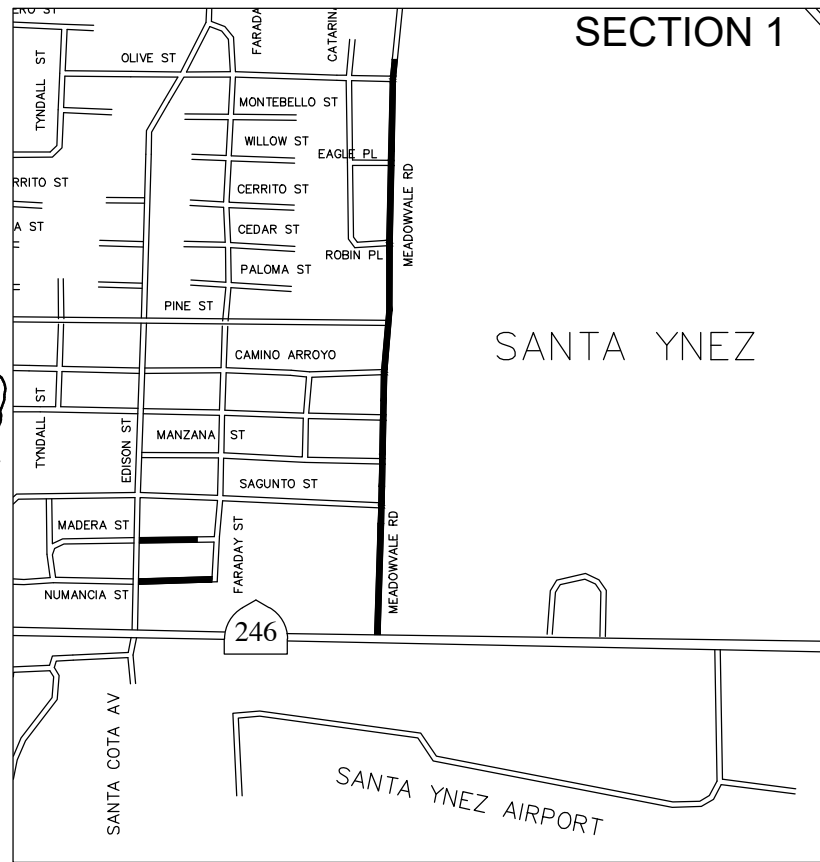 SECTION 1
OLIVE ST
TYNDALL ST
MONTEBELLO ST
WILLOW ST
EAGLE PL
CERRITO ST
MEADOWVALE RD
CEDAR ST
ROBIN PL
PALOMA ST
PINE ST
SANTA YNEZ
CAMINO ARROYO
TYNDALL ST
EDISON ST
MANZANA ST
SAGUNTO ST
MADERA ST
FARADAY ST
MEADOWVALE RD
NUMANCIA ST
246
SANTA COTA AV
SANTA YNEZ AIRPORT